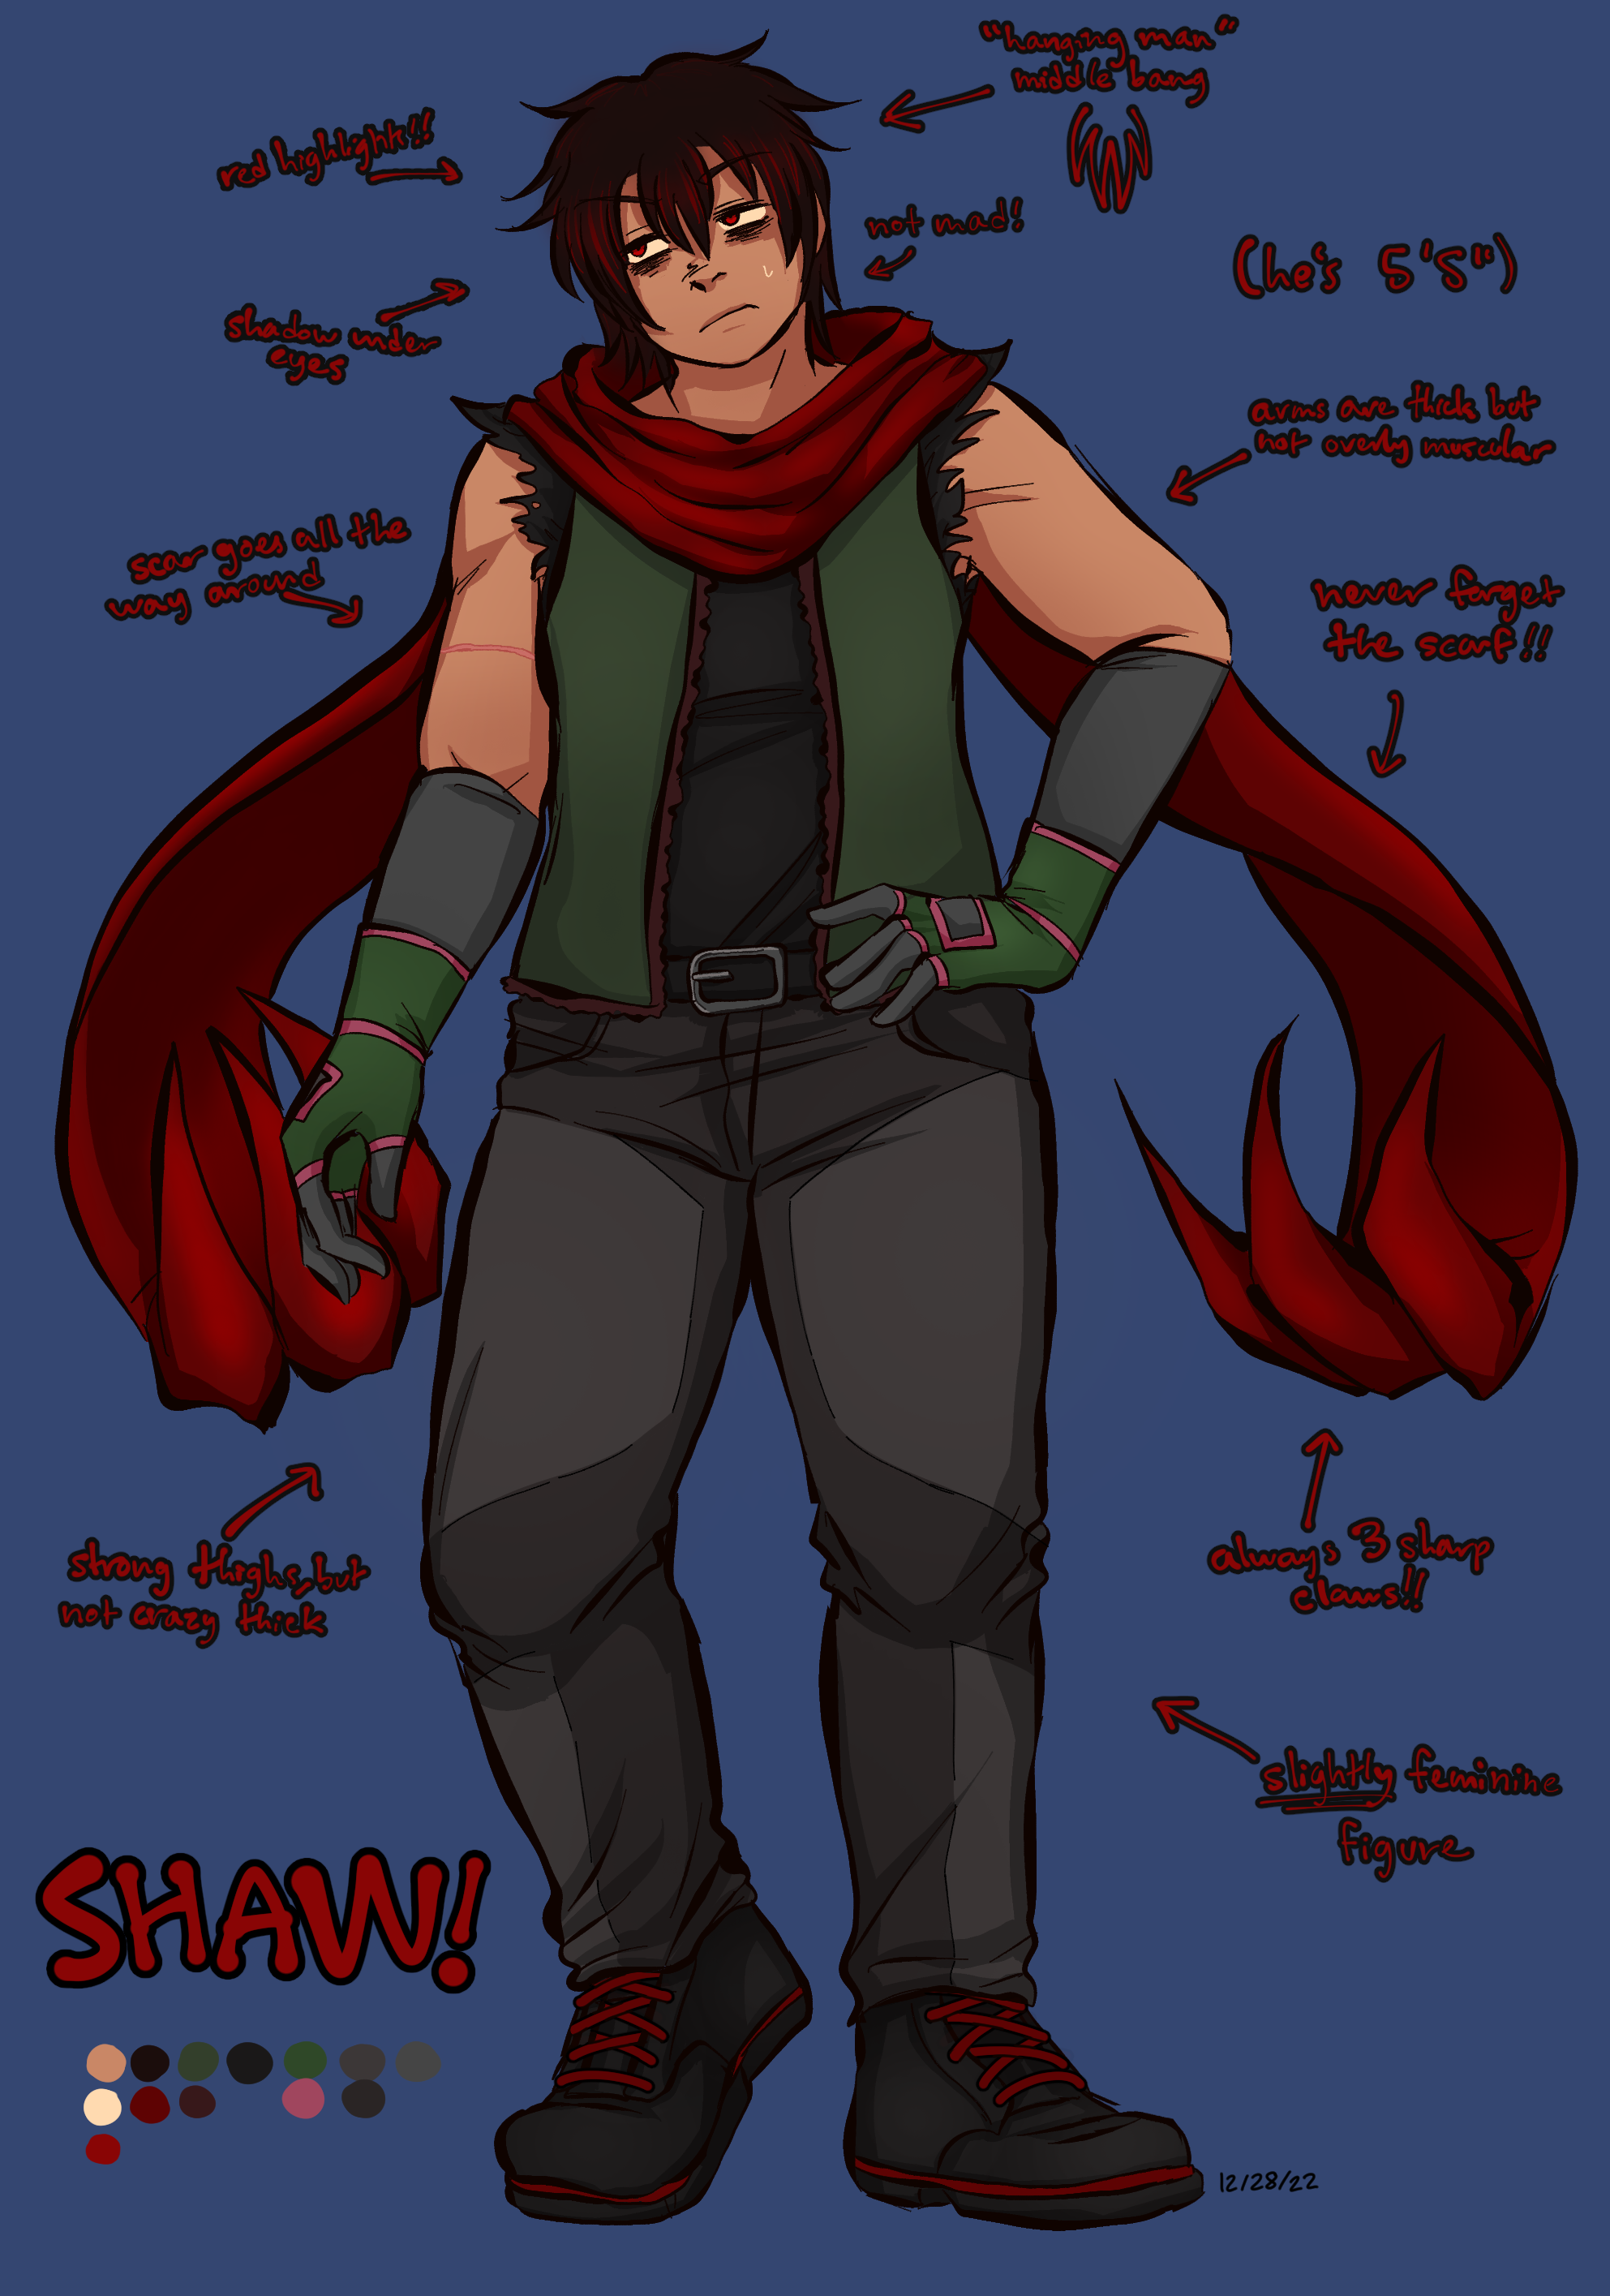 "hanging man"
middle bang
red highlights!!
not mad!
(he's 5'5")
shadow under
eyes
arms are thick but
not overly muscular
scar goes all the
way around
never forget
the scarf!!
strong thighs, but
not crazy thick
always 3 sharp
claws!!
slightly feminine
figure
SHAW!
12/28/22